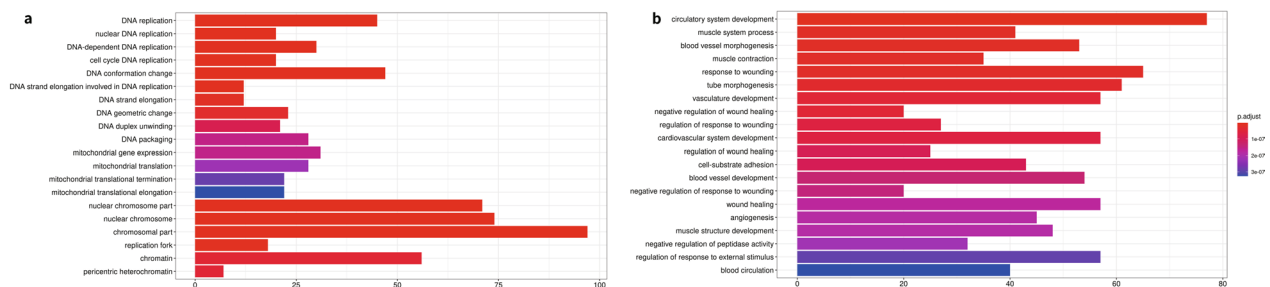 a
DNA replication
nuclear DNA replication
DNA-dependent DNA replication
cell cycle DNA replication
DNA conformation change
DNA strand elongation involved in DNA replication
DNA strand elongation
DNA geometric change
DNA duplex unwinding
DNA packaging
mitochondrial gene expression
mitochondrial translation
mitochondrial translational termination
mitochondrial translational elongation
nuclear chromosome part
nuclear chromosome
chromosomal part
replication fork
chromatin
pericentric heterochromatin
0 25 50 75 100
b
circulatory system development
muscle system process
blood vessel morphogenesis
muscle contraction
response to wounding
tube morphogenesis
vasculature development
negative regulation of wound healing
regulation of response to wounding
cardiovascular system development
regulation of wound healing
cell-substrate adhesion
blood vessel development
negative regulation of response to wounding
wound healing
angiogenesis
muscle structure development
negative regulation of peptidase activity
regulation of response to external stimulus
blood circulation
0 20 40 60 80
p.adjust
1e-07
2e-07
3e-07